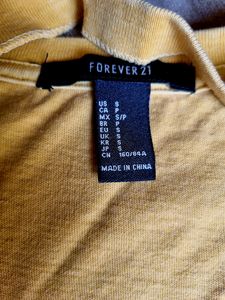 FOREVER 21
US S
CA P
MX S/P
BR P
EU S
UK S
KR S
JP S
CN 160/84A
MADE IN CHINA